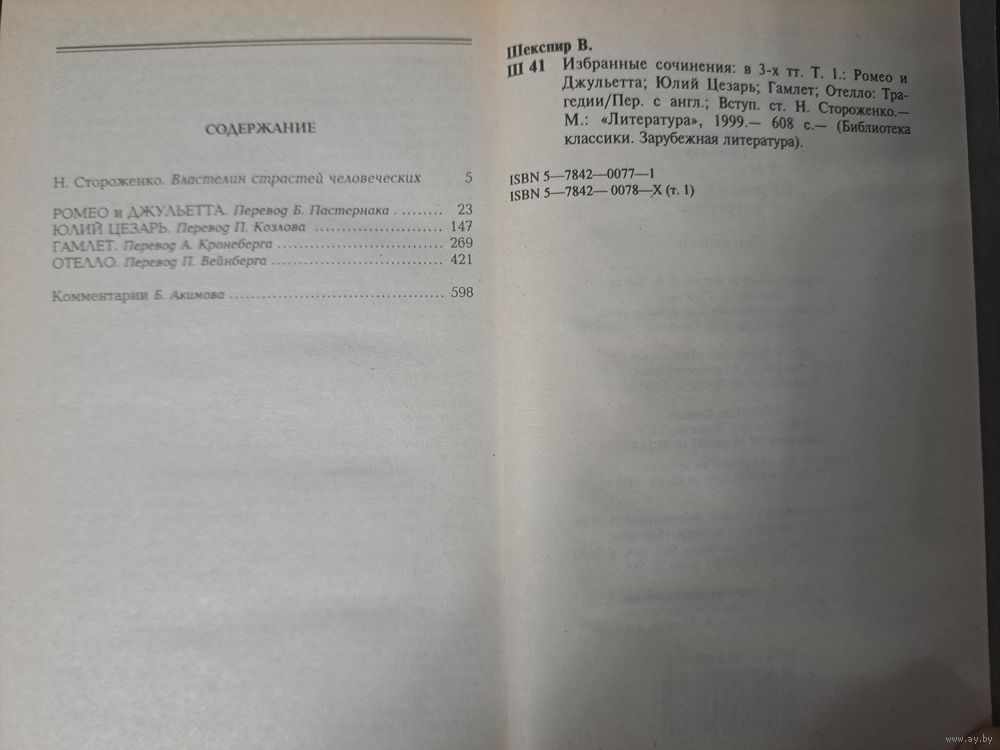 СОДЕРЖАНИЕ
Н. Стороженко. Властелин страстей человеческих 5
РОМЕО и ДЖУЛЬЕТТА. Перевод Б. Пастернака . ........ 23
ЮЛИЙ ЦЕЗАРЬ. Перевод П. Козлова .................... 147
ГАМЛЕТ. Перевод А. Кронеберга .......................... 269
ОТЕЛЛО. Перевод П. Вейнберга ........................... 421
Комментарии Б. Акимова ................................... 598
Шекспир В.
Ш 41 Избранные сочинения: в 3-х тт. Т. 1.: Ромео и
Джульетта; Юлий Цезарь; Гамлет; Отелло: Тра-
гедии/Пер. с англ.; Вступ. ст. Н. Стороженко.—
М.: «Литература», 1999.— 608 с.— (Библиотека
классики. Зарубежная литература).
ISBN 5—7842—0077—1
ISBN 5—7842— 0078—X (т. 1)
www.ay.by